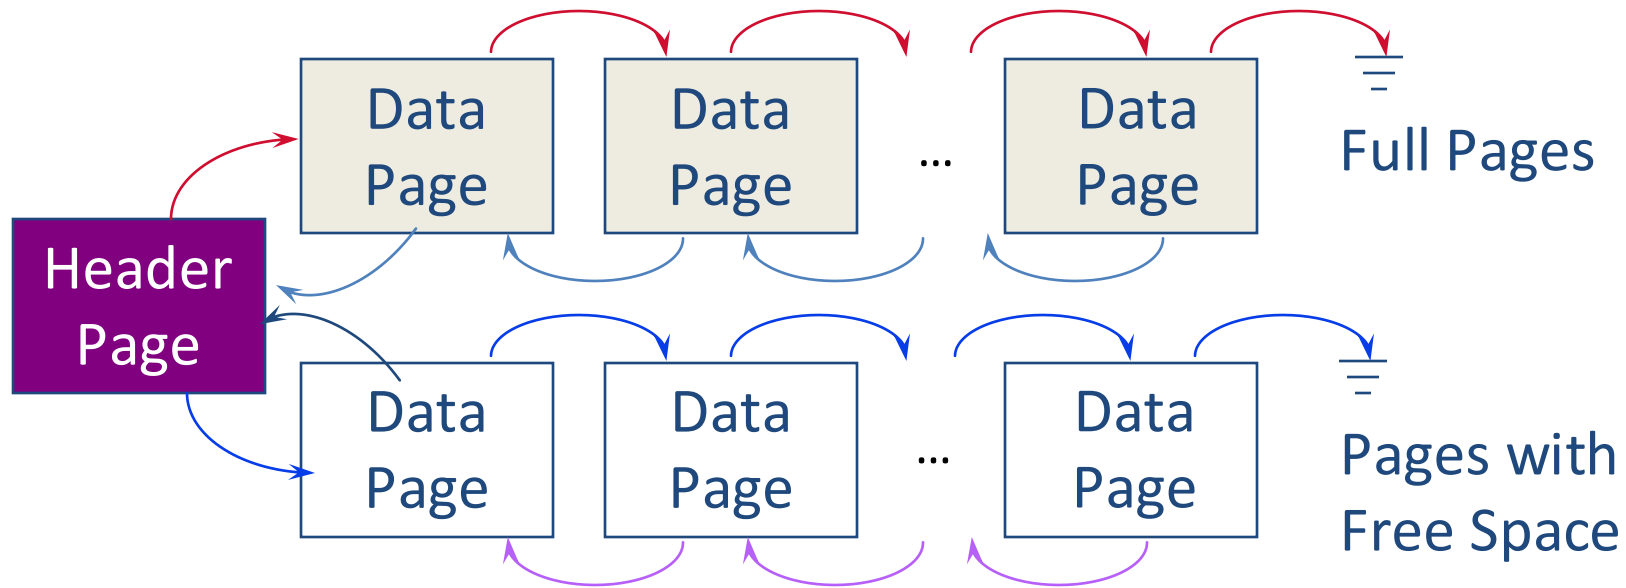 Data
Page
Data
Page
...
Data
Page
Full Pages
Header
Page
Data
Page
Data
Page
...
Data
Page
Pages with
Free Space